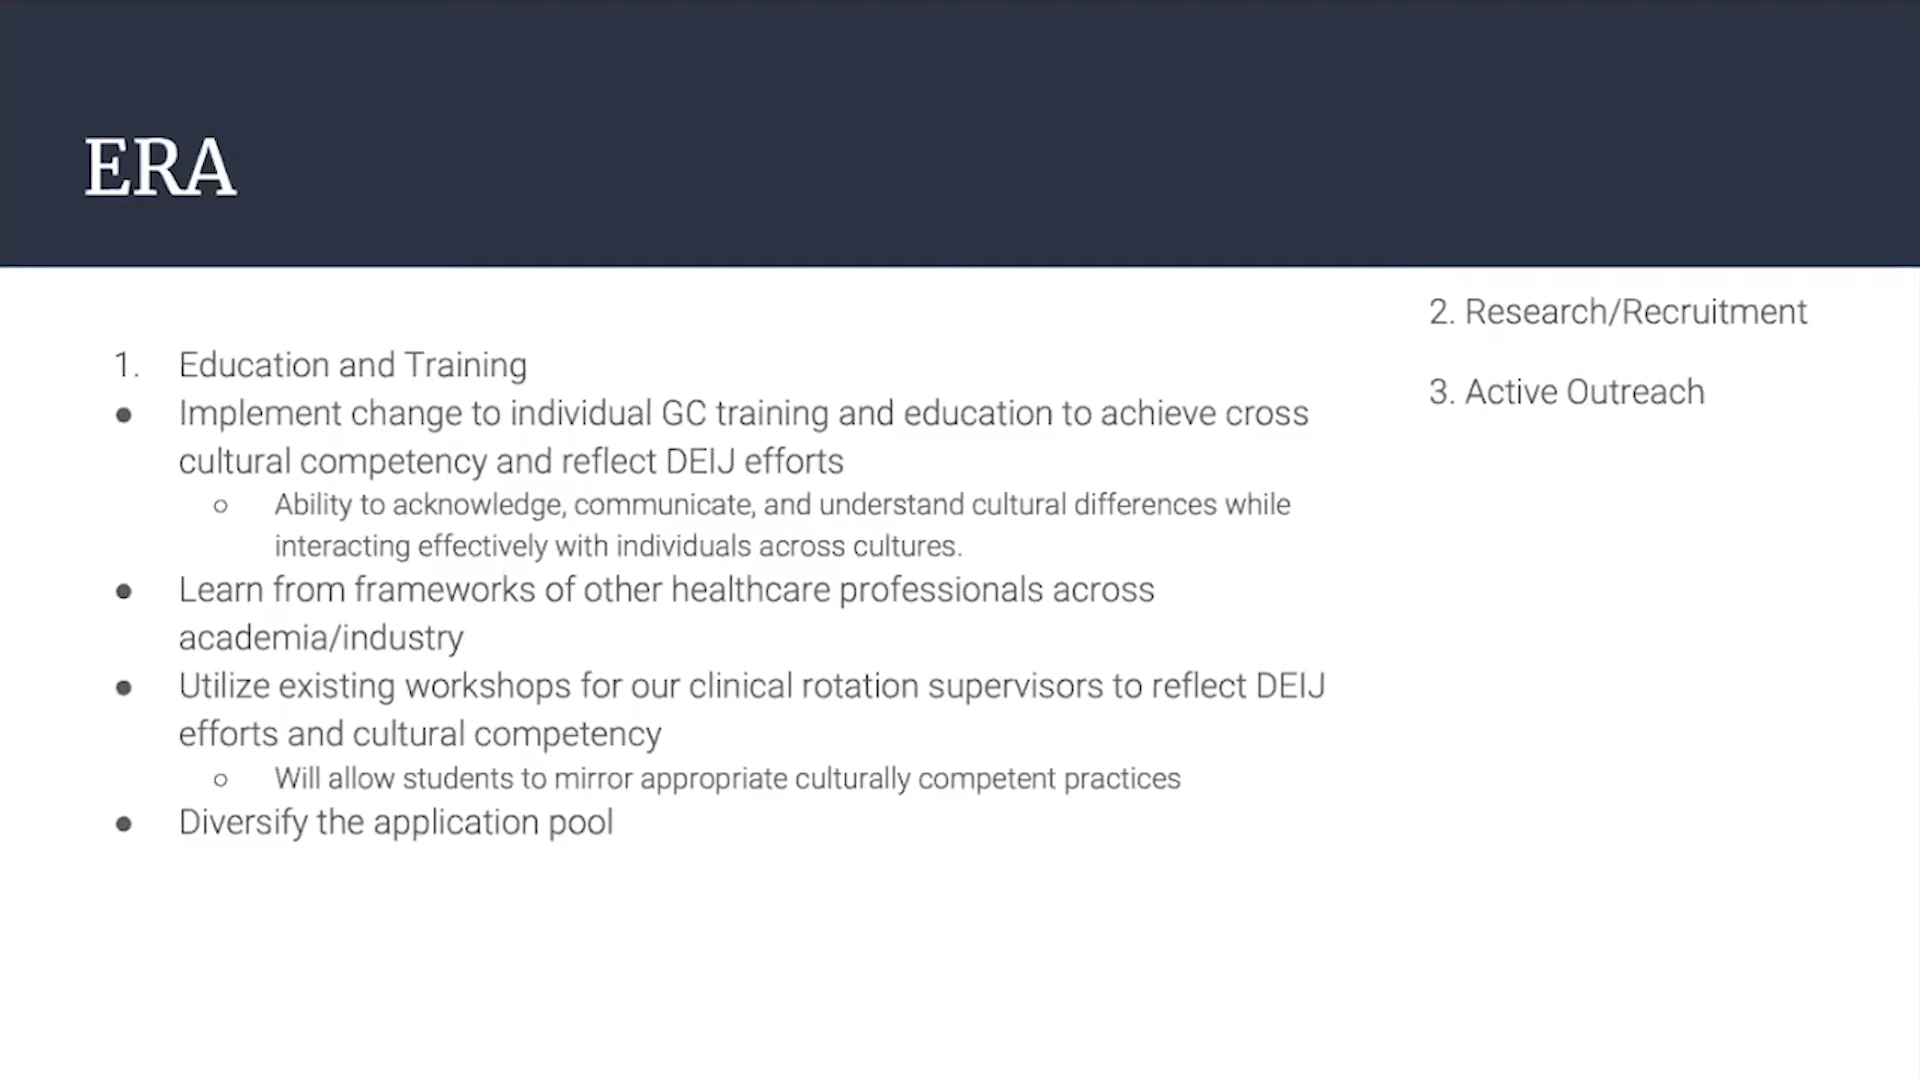 ERA
1. Education and Training
● Implement change to individual GC training and education to achieve cross
cultural competency and reflect DEIJ efforts
○ Ability to acknowledge, communicate, and understand cultural differences while
interacting effectively with individuals across cultures.
● Learn from frameworks of other healthcare professionals across
academia/industry
● Utilize existing workshops for our clinical rotation supervisors to reflect DEIJ
efforts and cultural competency
○ Will allow students to mirror appropriate culturally competent practices
● Diversify the application pool
2. Research/Recruitment
3. Active Outreach